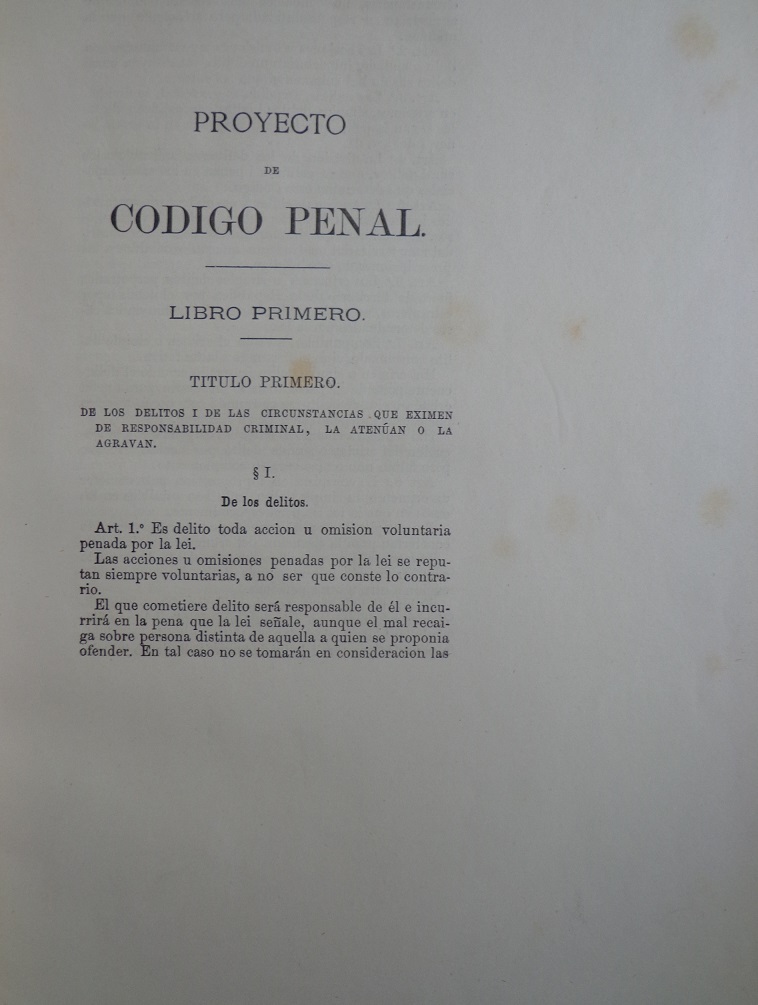 PROYECTO
DE
CODIGO PENAL.
LIBRO PRIMERO.
TITULO PRIMERO.
DE LOS DELITOS I DE LAS CIRCUNSTANCIAS QUE EXIMEN
DE RESPONSABILIDAD CRIMINAL, LA ATENÚAN O LA
AGRAVAN.
§ I.
De los delitos.
Art. 1.° Es delito toda accion u omision voluntaria
penada por la lei.
Las acciones u omisiones penadas por la lei se repu-
tan siempre voluntarias, a no ser que conste lo contra-
rio.
El que cometiere delito será responsable de él e incu-
rrirá en la pena que la lei señale, aunque el mal recai-
ga sobre persona distinta de aquella a quien se proponia
ofender. En tal caso no se tomarán en consideracion las